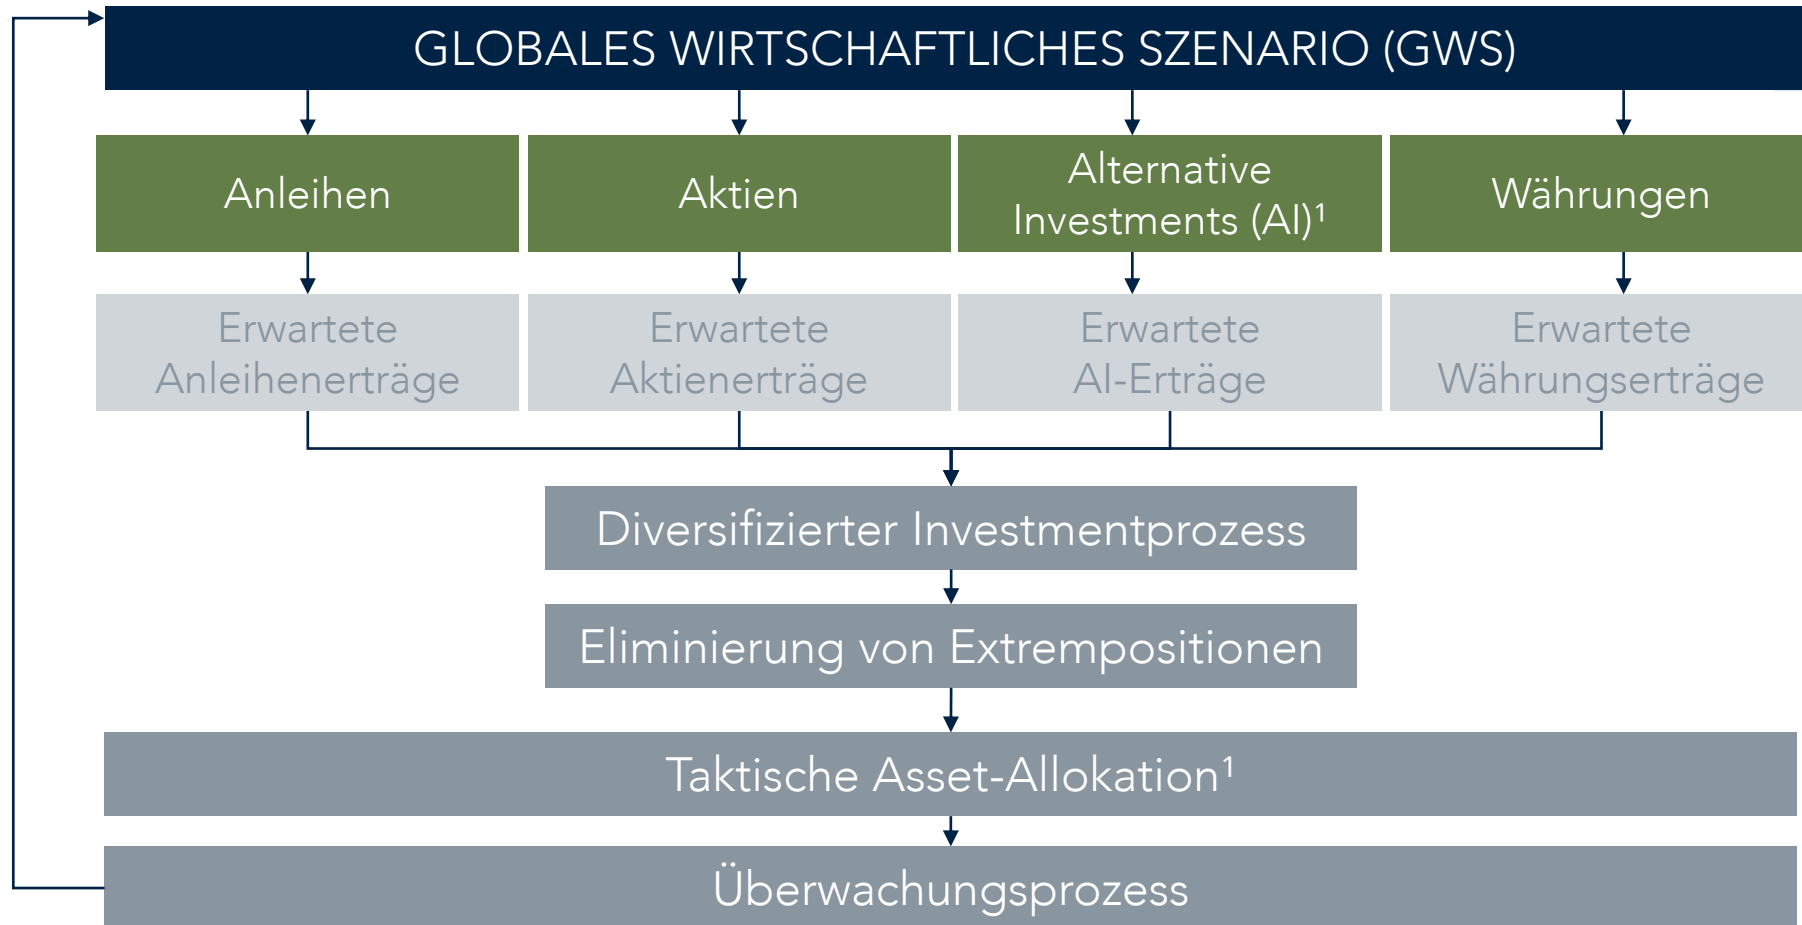 GLOBALES WIRTSCHAFTLICHES SZENARIO (GWS)
Anleihen
Aktien
Alternative
Investments (AI)¹
Währungen
Erwartete
Anleihenerträge
Erwartete
Aktienerträge
Erwartete
AI-Erträge
Erwartete
Währungserträge
Diversifizierter Investmentprozess
Eliminierung von Extrempositionen
Taktische Asset-Allokation¹
Überwachungsprozess